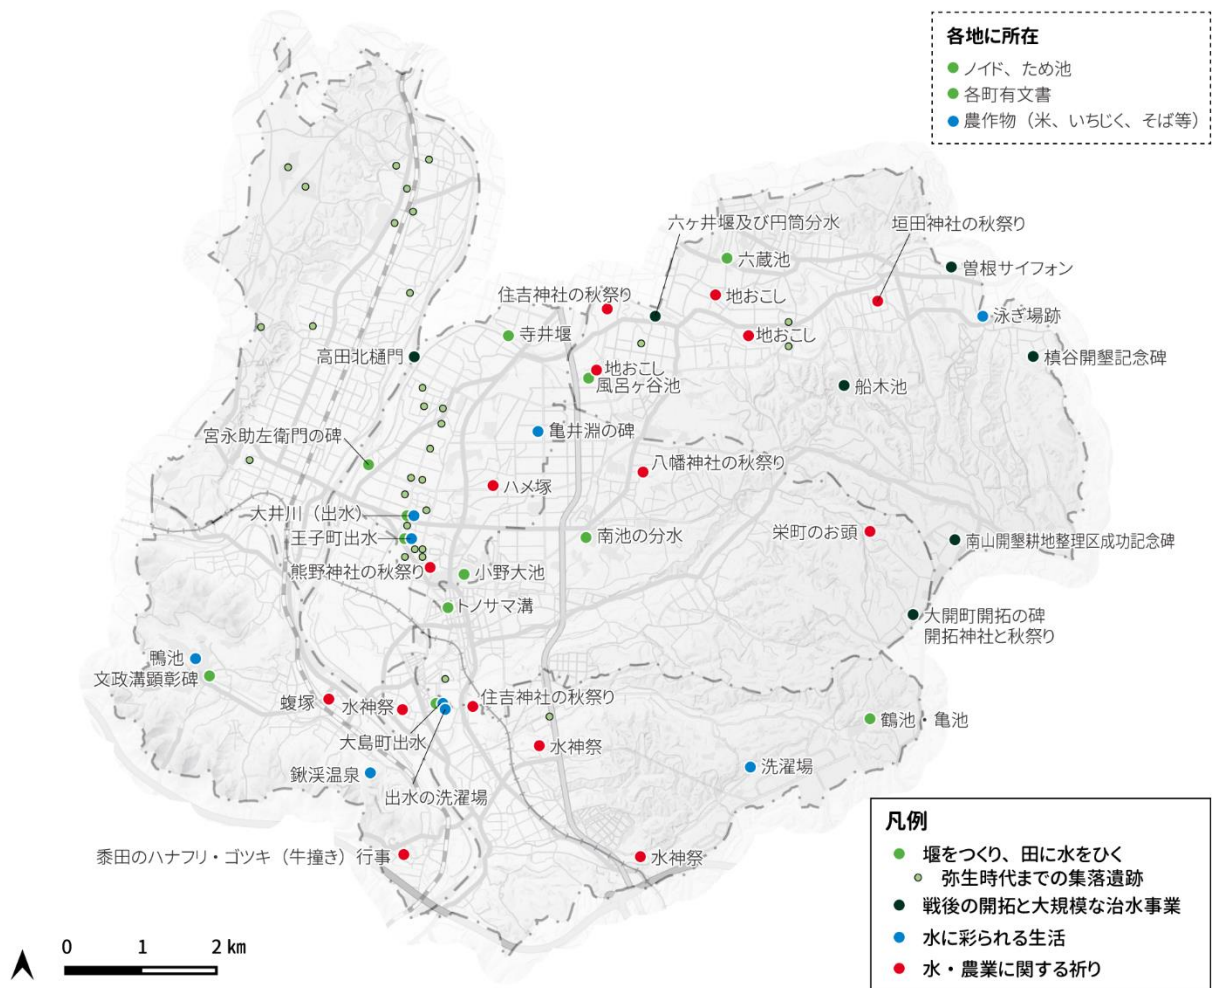 各地に所在
ノイド、ため池
各町有文書
農作物（米、いちじく、そば等）
六ヶ井堰及び円筒分水
垣田神社の秋祭り
六蔵池
曽根サイフォン
住吉神社の秋祭り
地おこし
泳ぎ場跡
寺井堰
地おこし
高田北樋門
槙谷開墾記念碑
地おこし
風呂ヶ谷池
船木池
宮永助左衛門の碑
亀井淵の碑
八幡神社の秋祭り
ハメ塚
大井川（出水）
王子町出水
南池の分水
栄町のお頭
南山開墾耕地整理区成功記念碑
熊野神社の秋祭り
小野大池
トノサマ溝
大開町開拓の碑
開拓神社と秋祭り
鴨池
文政溝顕彰碑
蝮塚
水神祭
住吉神社の秋祭り
鶴池・亀池
大島町出水
水神祭
洗濯場
鍬渓温泉
出水の洗濯場
黍田のハナフリ・ゴツキ（牛撞き）行事
水神祭
凡例
堰をつくり、田に水をひく
弥生時代までの集落遺跡
戦後の開拓と大規模な治水事業
水に彩られる生活
水・農業に関する祈り
0 1 2 km